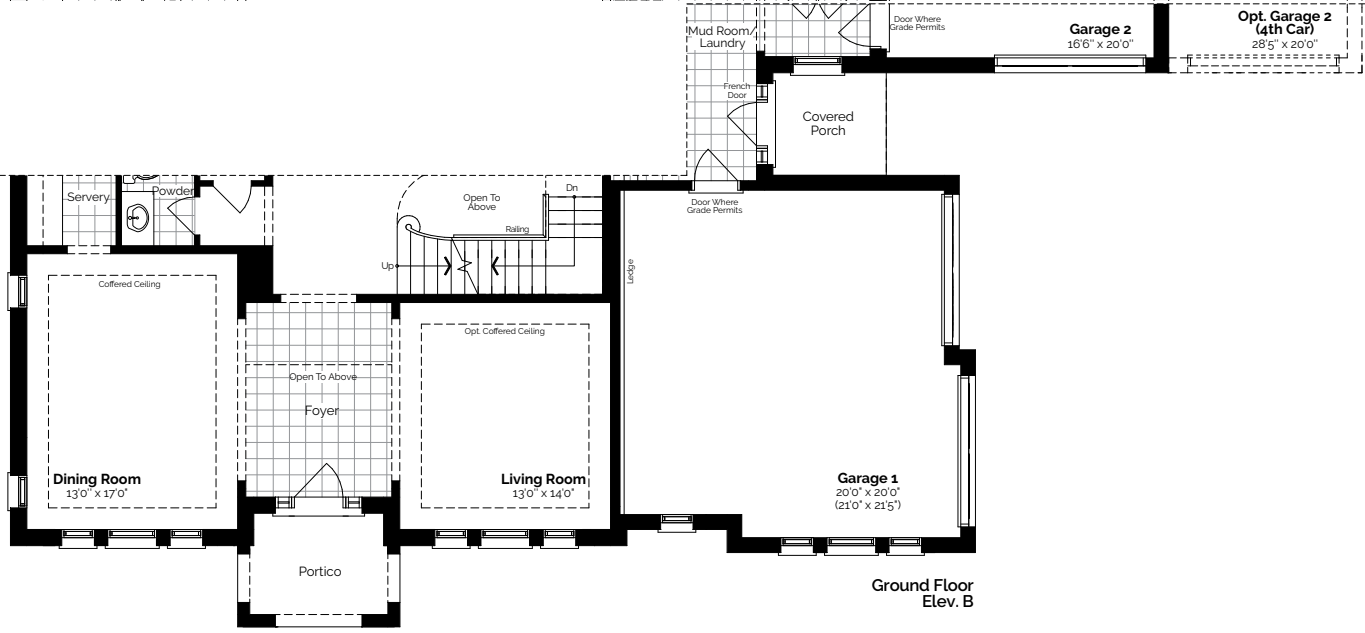 Mud Room/
Laundry
Door Where
Grade Permits
Garage 2
16'6" x 20'0"
Opt. Garage 2
(4th Car)
28'5" x 20'0"
French
Door
Covered
Porch
Servery
Powder
Open To
Above
Dn
Railing
Up
Door Where
Grade Permits
Ledge
Coffered Ceiling
Opt. Coffered Ceiling
Open To Above
Foyer
Dining Room
13'0" x 17'0"
Living Room
13'0" x 14'0"
Garage 1
20'0" x 20'0"
(21'0" x 21'5")
Portico
Ground Floor
Elev. B